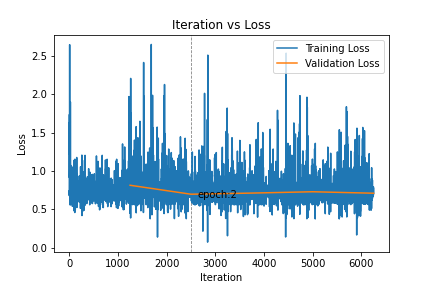 Iteration vs Loss
Training Loss
Validation Loss
Loss
2.5
2.0
1.5
1.0
0.5
0.0
epoch:2
0 1000 2000 3000 4000 5000 6000
Iteration